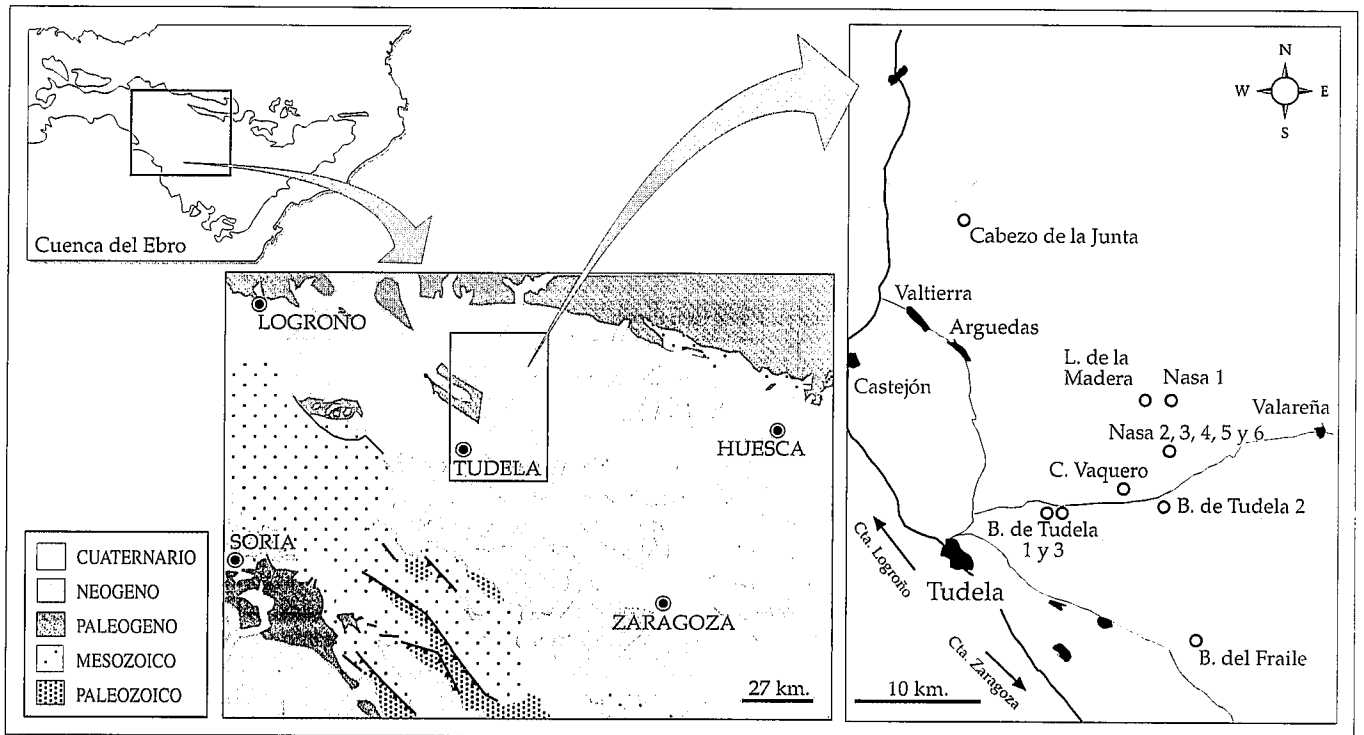 Cuenca del Ebro
LOGROÑO
TUDELA
HUESCA
SORIA
ZARAGOZA
27 km.
CUATERNARIO
NEOGENO
PALEOGENO
MESOZOICO
PALEOZOICO
N
W E
S
Cabezo de la Junta
Valtierra
Arguedas
Castejón
L. de la
Madera
Nasa 1
Valareña
Nasa 2, 3, 4, 5 y 6
C. Vaquero
B. de Tudela 2
B. de Tudela
1 y 3
Cta. Logroño
Tudela
Cta. Zaragoza
B. del Fraile
10 km.